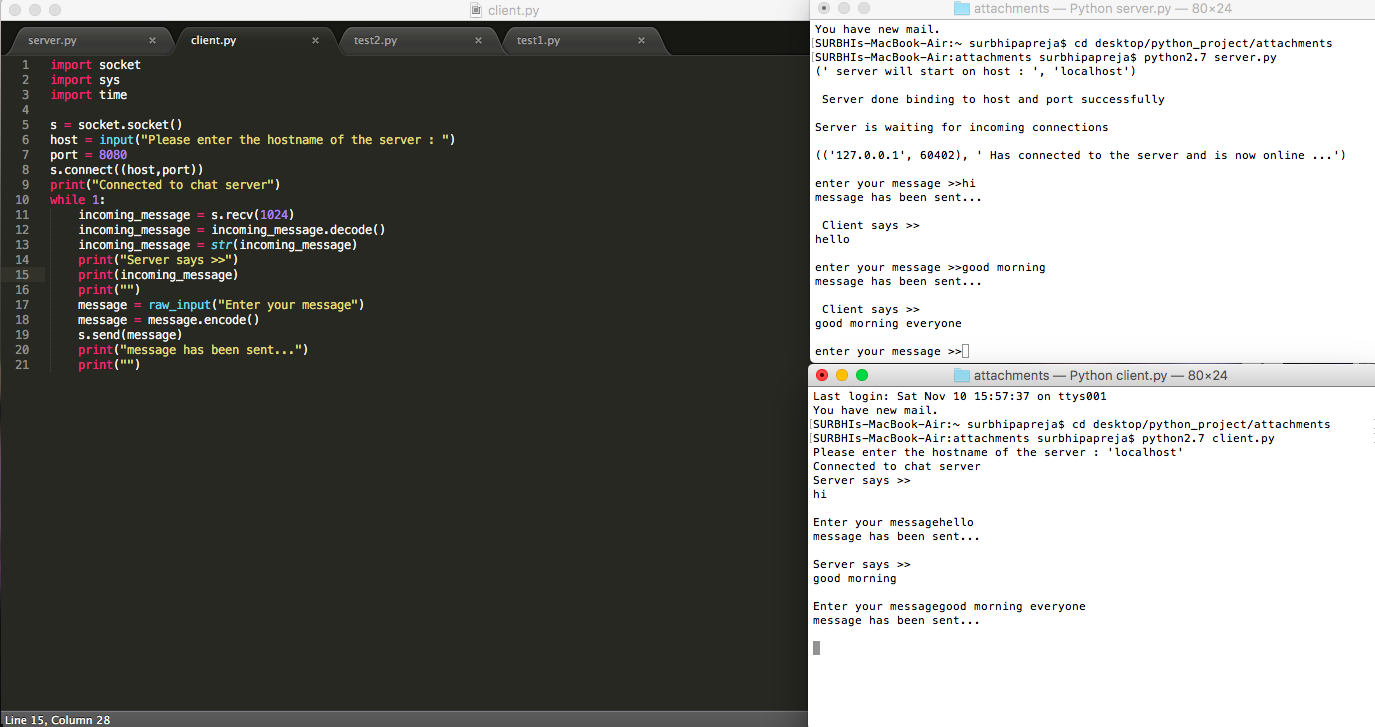 client.py
server.py × client.py × test2.py × test1.py ×
1 import socket
2 import sys
3 import time
4
5 s = socket.socket()
6 host = input("Please enter the hostname of the server : ")
7 port = 8080
8 s.connect((host,port))
9 print("Connected to chat server")
10 while 1:
11     incoming_message = s.recv(1024)
12     incoming_message = incoming_message.decode()
13     incoming_message = str(incoming_message)
14     print("Server says >>")
15     print(incoming_message)
16     print("")
17     message = raw_input("Enter your message")
18     message = message.encode()
19     s.send(message)
20     print("message has been sent...")
21     print("")
Line 15, Column 28
attachments — Python server.py — 80×24
You have new mail.
[SURBHIs-MacBook-Air:~ surbhipapreja$ cd desktop/python_project/attachments
[SURBHIs-MacBook-Air:attachments surbhipapreja$ python2.7 server.py
(' server will start on host : ', 'localhost')
 Server done binding to host and port successfully
Server is waiting for incoming connections
(('127.0.0.1', 60402), ' Has connected to the server and is now online ...')
enter your message >>hi
message has been sent...
 Client says >>
hello
enter your message >>good morning
message has been sent...
 Client says >>
good morning everyone
enter your message >>
attachments — Python client.py — 80×24
Last login: Sat Nov 10 15:57:37 on ttys001
You have new mail.
[SURBHIs-MacBook-Air:~ surbhipapreja$ cd desktop/python_project/attachments
[SURBHIs-MacBook-Air:attachments surbhipapreja$ python2.7 client.py
Please enter the hostname of the server : 'localhost'
Connected to chat server
Server says >>
hi
Enter your messagehello
message has been sent...
Server says >>
good morning
Enter your messagegood morning everyone
message has been sent...